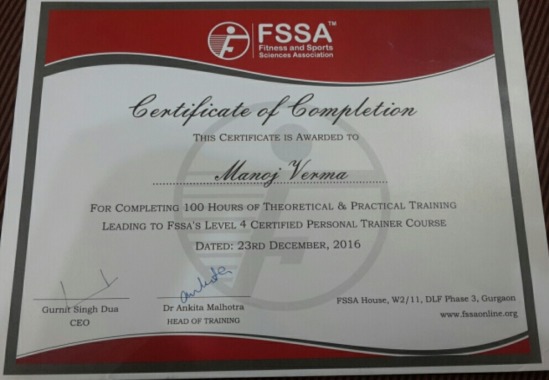 FSSA™
Fitness and Sports
Sciences Association
Certificate of Completion
THIS CERTIFICATE IS AWARDED TO
Manoj Verma
FOR COMPLETING 100 HOURS OF THEORETICAL & PRACTICAL TRAINING
LEADING TO FSSA'S LEVEL 4 CERTIFIED PERSONAL TRAINER COURSE
DATED: 23RD DECEMBER, 2016
Gurnit Singh Dua
CEO
Dr Ankita Malhotra
HEAD OF TRAINING
FSSA House, W2/11, DLF Phase 3, Gurgaon
www.fssaonline.org